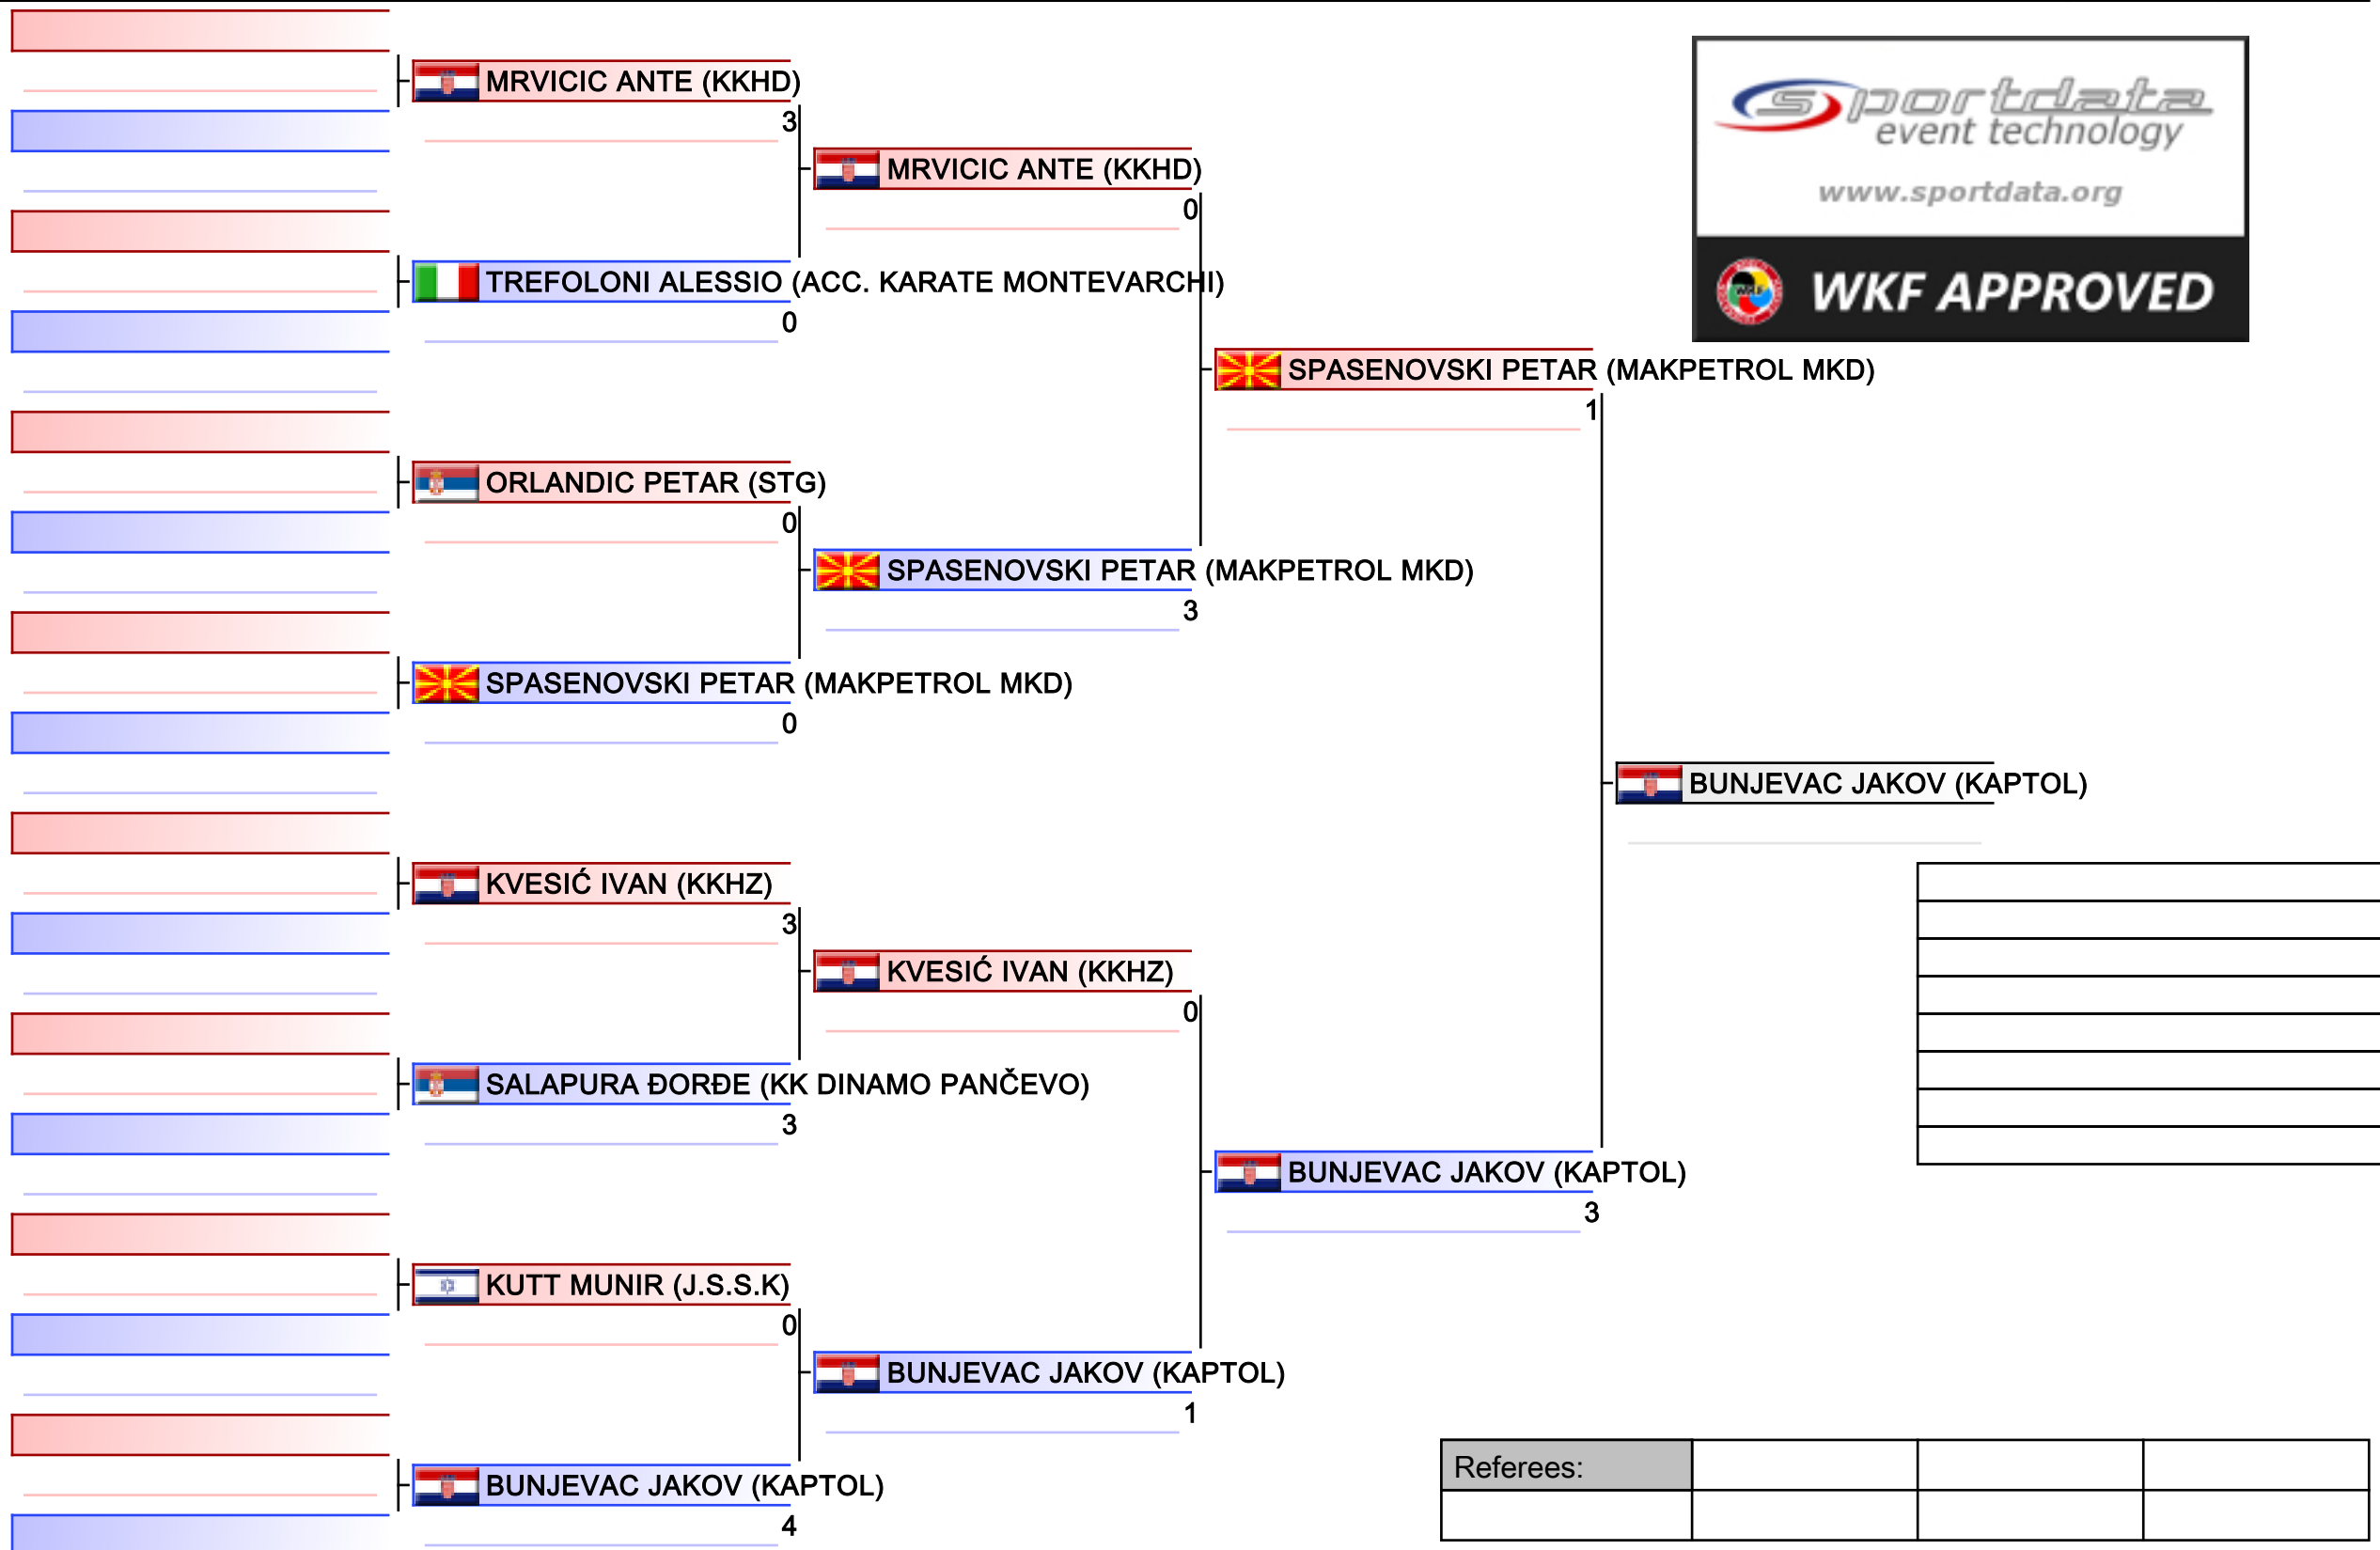 MRVICIC ANTE (KKHD)
3
TREFOLONI ALESSIO (ACC. KARATE MONTEVARCHI)
0
ORLANDIC PETAR (STG)
0
SPASENOVSKI PETAR (MAKPETROL MKD)
0
KVESIĆ IVAN (KKHZ)
3
SALAPURA ĐORĐE (KK DINAMO PANČEVO)
3
KUTT MUNIR (J.S.S.K)
0
BUNJEVAC JAKOV (KAPTOL)
4
MRVICIC ANTE (KKHD)
0
SPASENOVSKI PETAR (MAKPETROL MKD)
3
KVESIĆ IVAN (KKHZ)
0
BUNJEVAC JAKOV (KAPTOL)
1
SPASENOVSKI PETAR (MAKPETROL MKD)
1
BUNJEVAC JAKOV (KAPTOL)
3
BUNJEVAC JAKOV (KAPTOL)
sportdata
event technology
www.sportdata.org
WKF
WKF APPROVED
Referees: